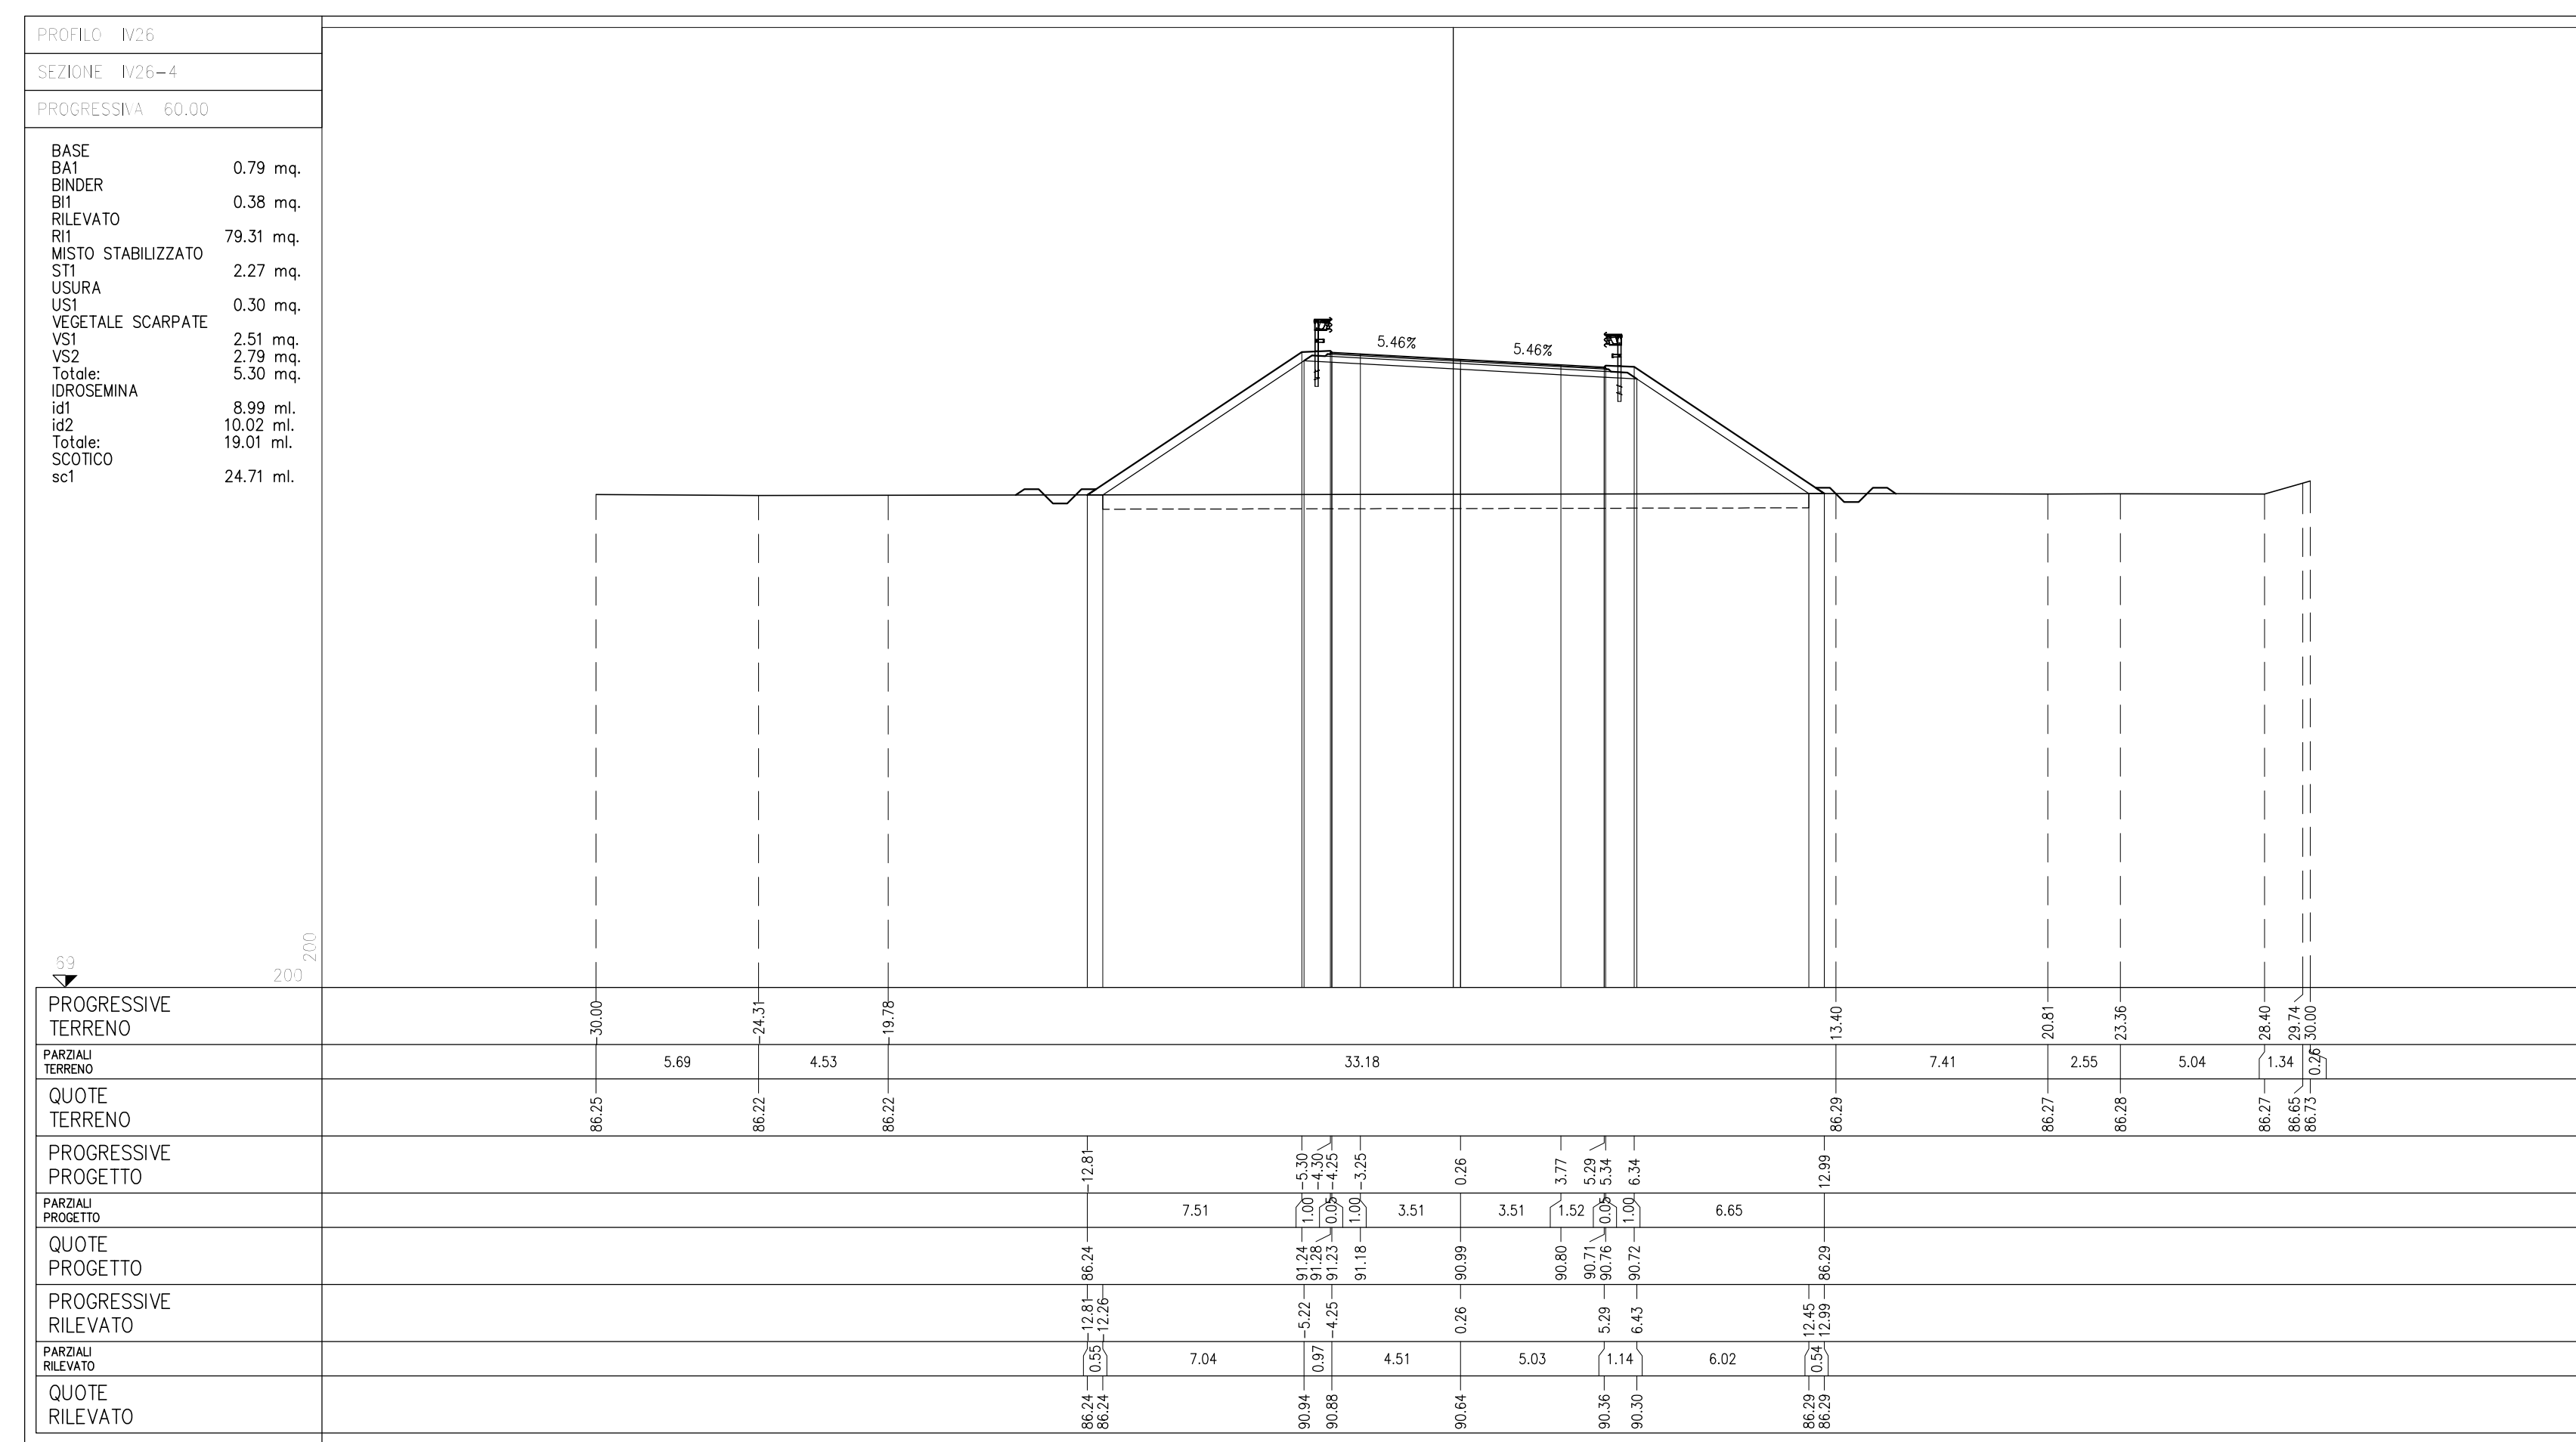 PROFILO IV26
SEZIONE IV26-4
PROGRESSIVA 60.00
BASE
BA1 0.79 mq.
BINDER
BI1 0.38 mq.
RILEVATO
RI1 79.31 mq.
MISTO STABILIZZATO
ST1 2.27 mq.
USURA
US1 0.30 mq.
VEGETALE SCARPATE
VS1 2.51 mq.
VS2 2.79 mq.
Totale: 5.30 mq.
IDROSEMINA
id1 8.99 ml.
id2 10.02 ml.
Totale: 19.01 ml.
SCOTICO
sc1 24.71 ml.
5.46% 5.46%
69 200 200
PROGRESSIVE
TERRENO
-30.00 -24.31 -19.78 13.40 20.81 23.36 28.40 29.74 30.00
PARZIALI
TERRENO
5.69 4.53 33.18 7.41 2.55 5.04 1.34 0.26
QUOTE
TERRENO
86.25 86.22 86.22 86.29 86.27 86.28 86.27 86.65 86.73
PROGRESSIVE
PROGETTO
-12.81 -5.30 -4.30 -4.25 -3.25 0.26 3.77 5.29 5.34 6.34 12.99
PARZIALI
PROGETTO
7.51 1.00 0.05 1.00 3.51 3.51 1.52 0.05 1.00 6.65
QUOTE
PROGETTO
86.24 91.24 91.28 91.23 91.18 90.99 90.80 90.71 90.76 90.72 86.29
PROGRESSIVE
RILEVATO
-12.81 -12.26 -5.22 -4.25 0.26 5.29 6.43 12.45 12.99
PARZIALI
RILEVATO
0.55 7.04 0.97 4.51 5.03 1.14 6.02 0.54
QUOTE
RILEVATO
86.24 86.24 90.94 90.88 90.64 90.36 90.30 86.29 86.29